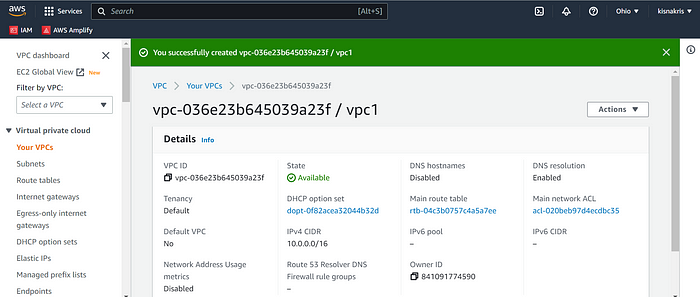 aws
Services
Search
[Alt+S]
Ohio
kisnakris
IAM
AWS Amplify
VPC dashboard
EC2 Global View
New
Filter by VPC:
Select a VPC
Virtual private cloud
Your VPCs
Subnets
Route tables
Internet gateways
Egress-only internet
gateways
DHCP option sets
Elastic IPs
Managed prefix lists
Endpoints
You successfully created vpc-036e23b645039a23f / vpc1
VPC
Your VPCs
vpc-036e23b645039a23f
vpc-036e23b645039a23f / vpc1
Actions
Details
Info
VPC ID
vpc-036e23b645039a23f
State
Available
DNS hostnames
Disabled
DNS resolution
Enabled
Tenancy
Default
DHCP option set
dopt-0f82acea32044b32d
Main route table
rtb-04c3b0757c4a5a7ee
Main network ACL
acl-020beb97d4ecdbc35
Default VPC
No
IPv4 CIDR
10.0.0.0/16
IPv6 pool
–
IPv6 CIDR
–
Network Address Usage
metrics
Disabled
Route 53 Resolver DNS
Firewall rule groups
–
Owner ID
841091774590